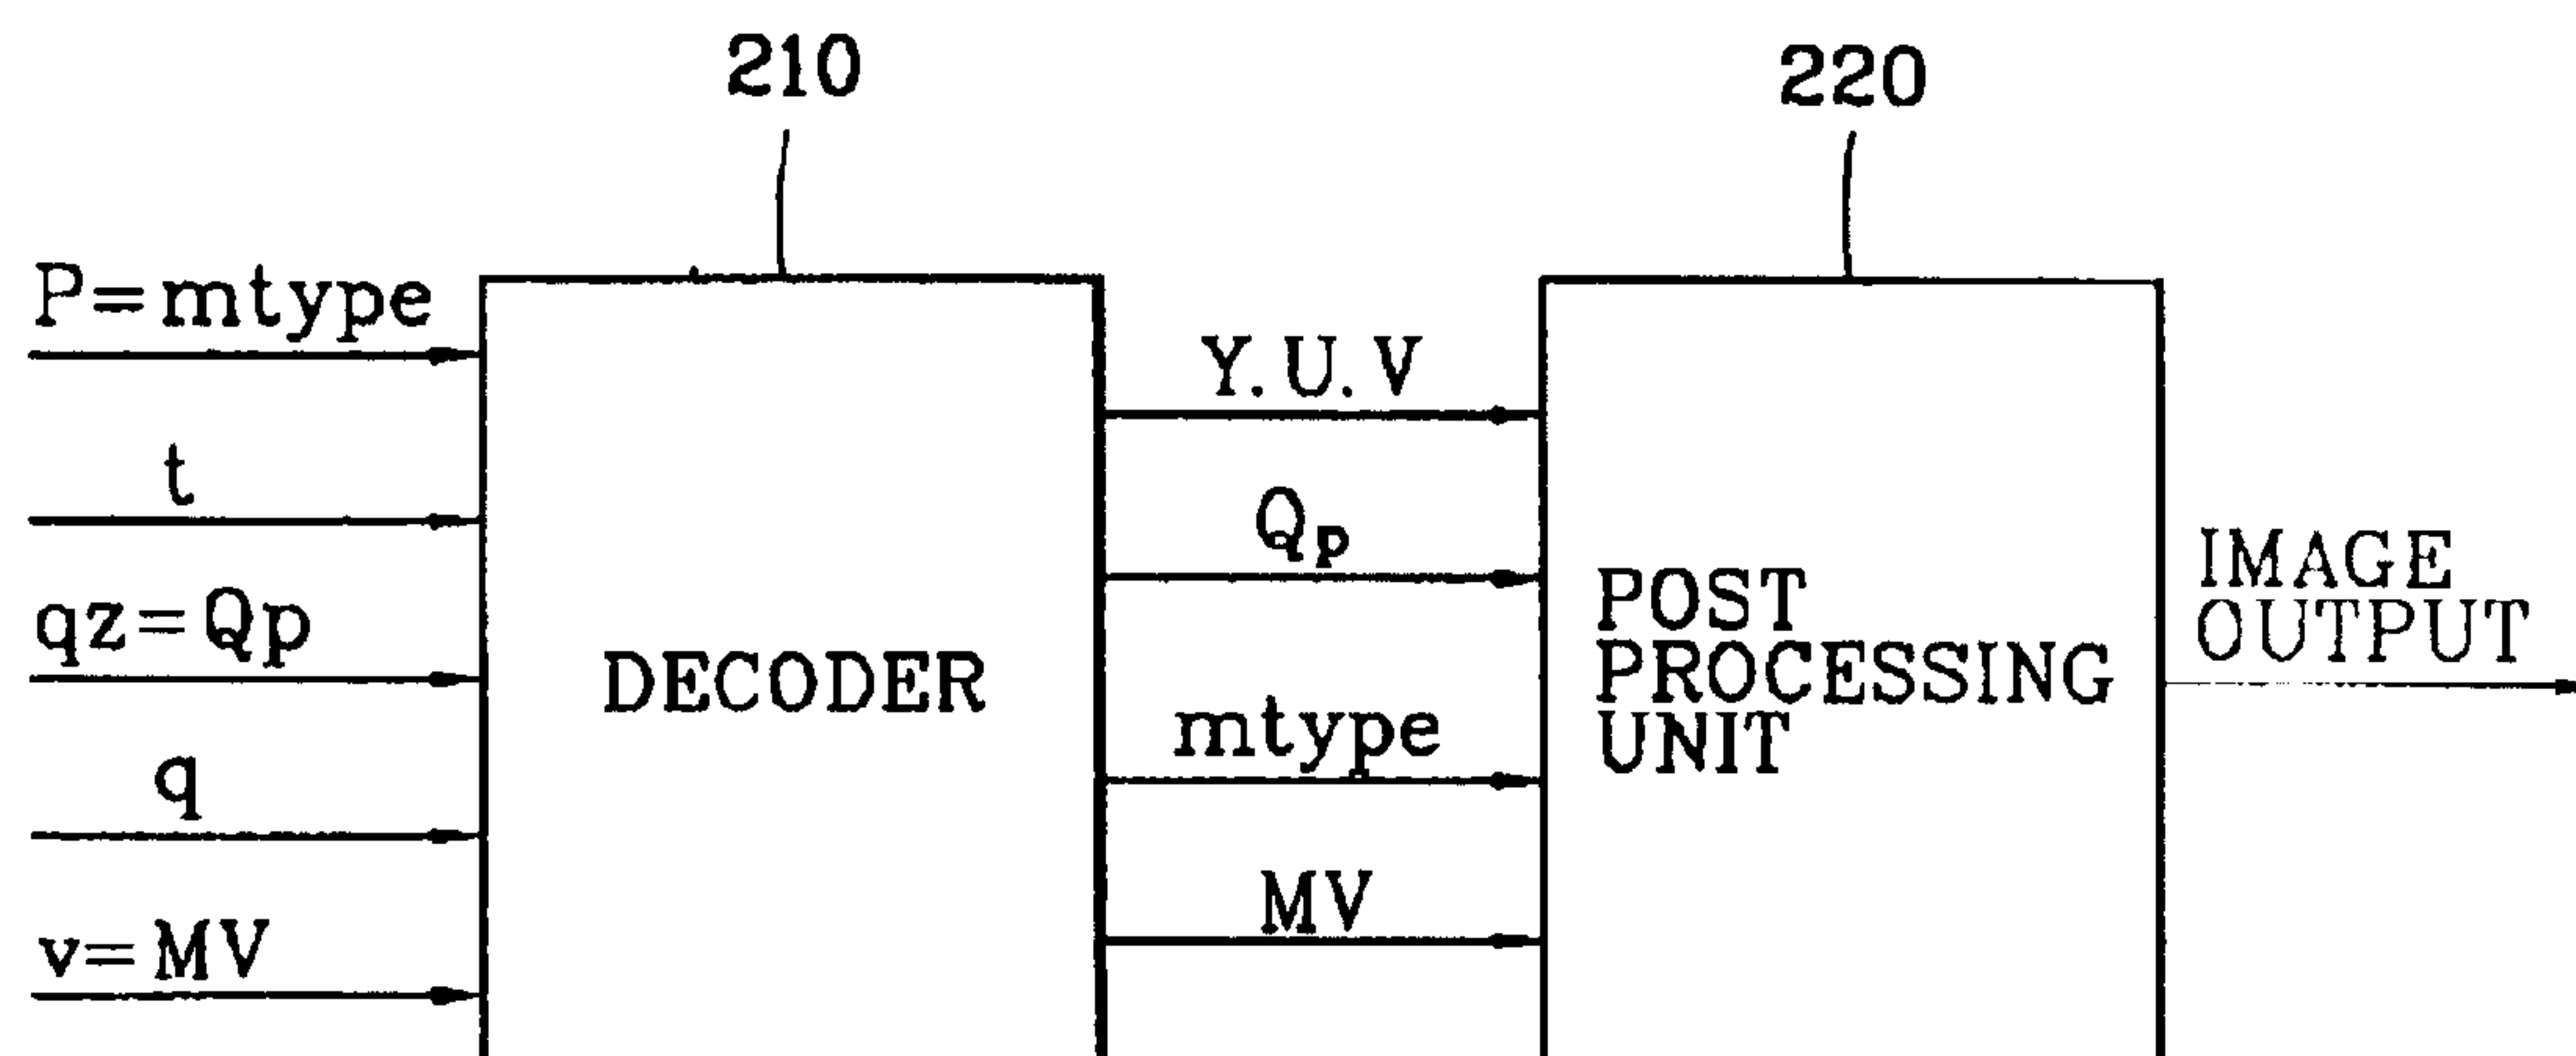 210
220
P=mtype
t
qz=Qp
q
v=MV
DECODER
Y.U.V
Qp
mtype
MV
POST
PROCESSING
UNIT
IMAGE
OUTPUT